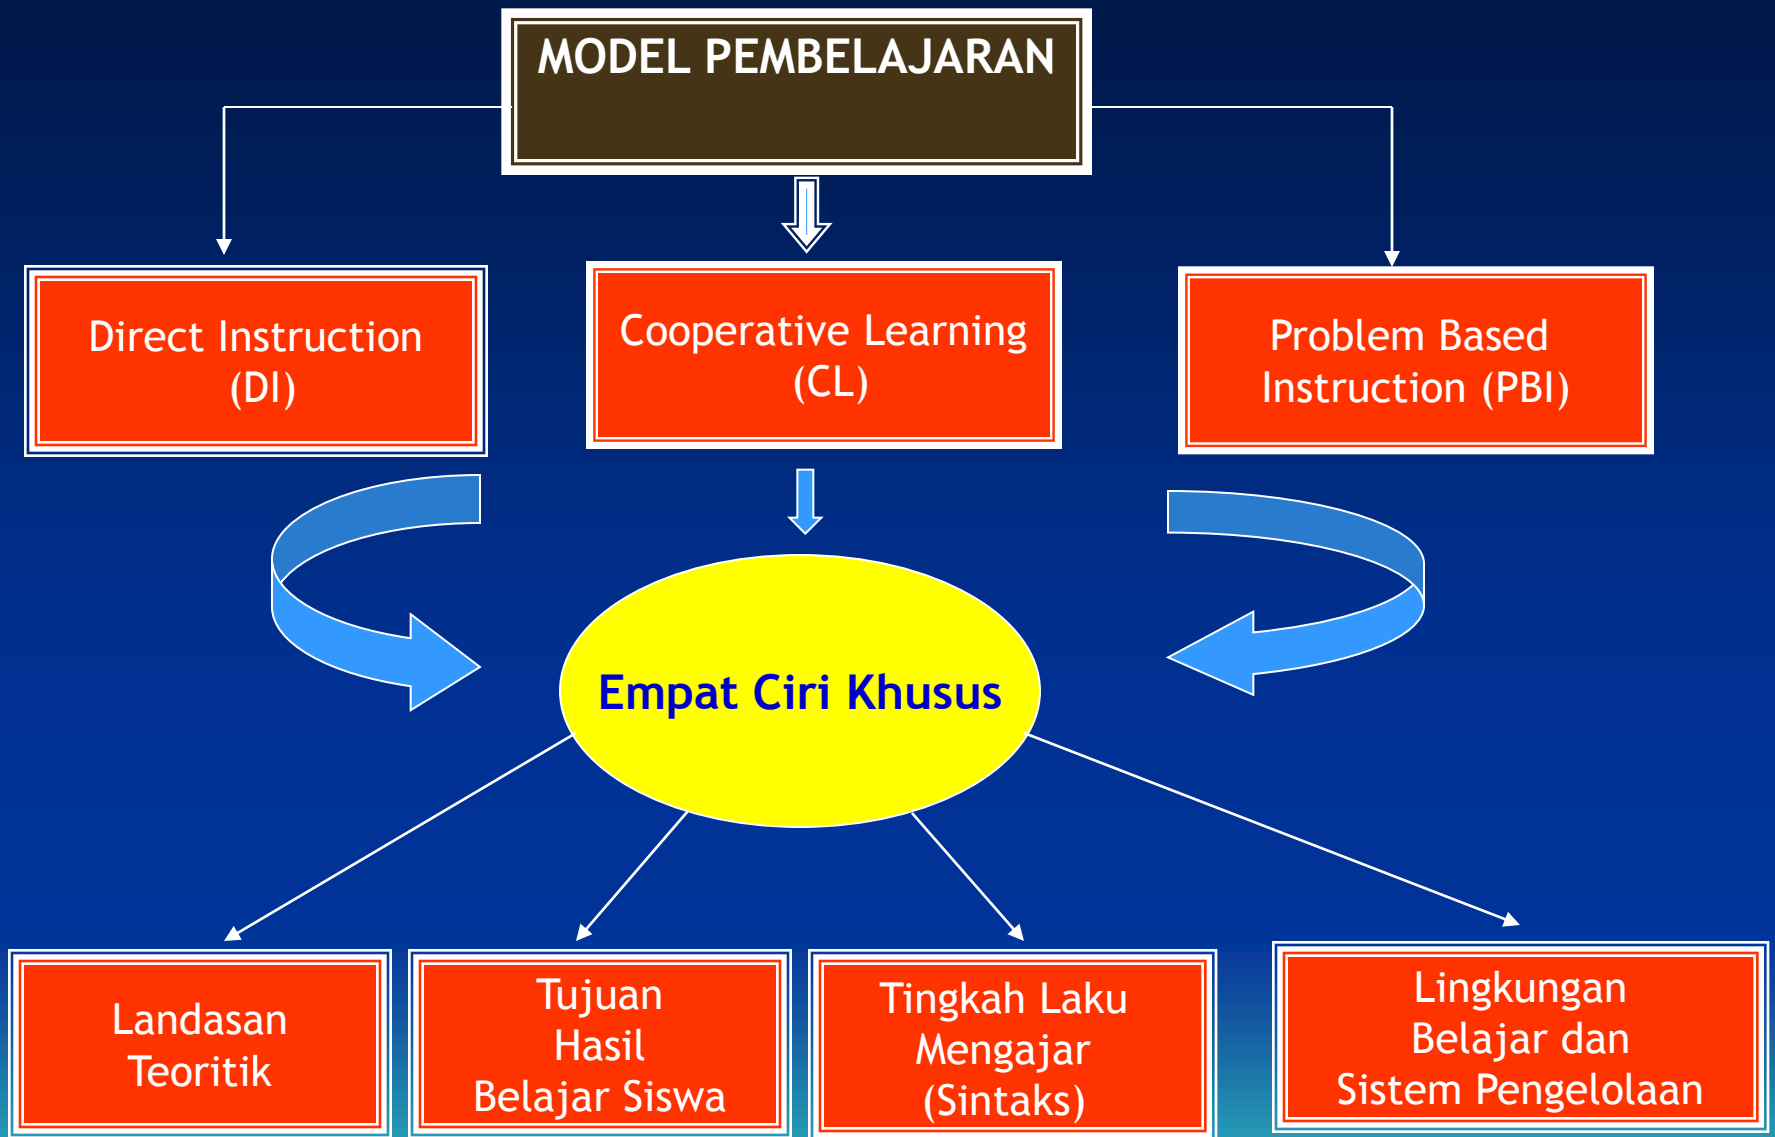 MODEL PEMBELAJARAN
Direct Instruction
(DI)
Cooperative Learning
(CL)
Problem Based
Instruction (PBI)
Empat Ciri Khusus
Landasan
Teoritik
Tujuan
Hasil
Belajar Siswa
Tingkah Laku
Mengajar
(Sintaks)
Lingkungan
Belajar dan
Sistem Pengelolaan